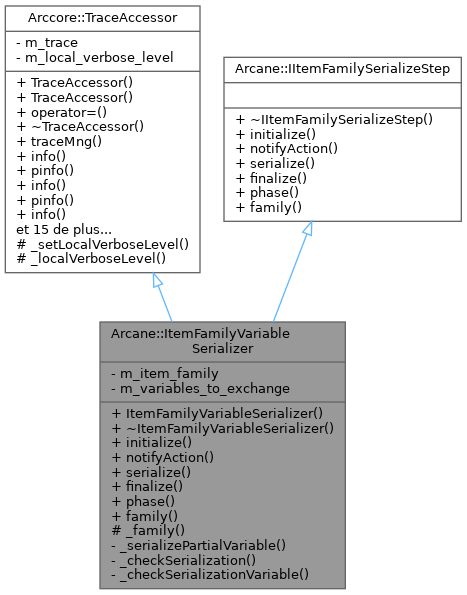 Arccore::TraceAccessor
- m_trace
- m_local_verbose_level
+ TraceAccessor()
+ TraceAccessor()
+ operator=()
+ ~TraceAccessor()
+ traceMng()
+ info()
+ pinfo()
+ info()
+ pinfo()
+ info()
et 15 de plus...
# _setLocalVerboseLevel()
# _localVerboseLevel()
Arcane::IItemFamilySerializeStep
+ ~IItemFamilySerializeStep()
+ initialize()
+ notifyAction()
+ serialize()
+ finalize()
+ phase()
+ family()
Arcane::ItemFamilyVariable
Serializer
- m_item_family
- m_variables_to_exchange
+ ItemFamilyVariableSerializer()
+ ~ItemFamilyVariableSerializer()
+ initialize()
+ notifyAction()
+ serialize()
+ finalize()
+ phase()
+ family()
# _family()
- _serializePartialVariable()
- _checkSerialization()
- _checkSerializationVariable()